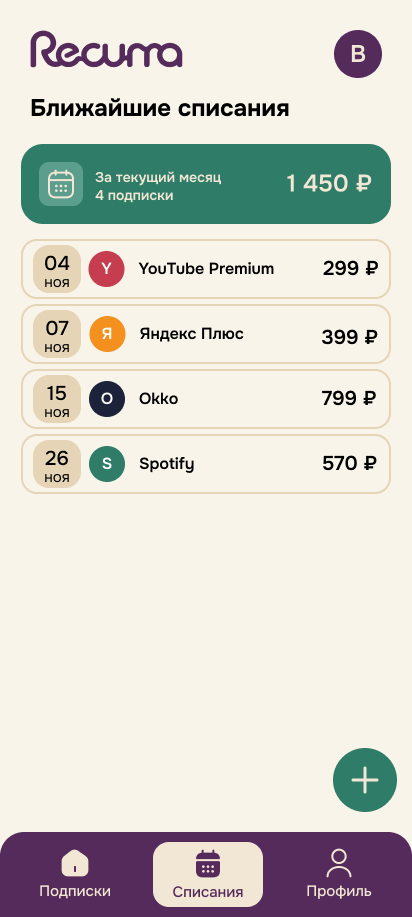 Recurra
В
Ближайшие списания
За текущий месяц
4 подписки
1 450 ₽
04
ноя
Y
YouTube Premium
299 ₽
07
ноя
Я
Яндекс Плюс
399 ₽
15
ноя
O
Okko
799 ₽
26
ноя
S
Spotify
570 ₽
Подписки
Списания
Профиль